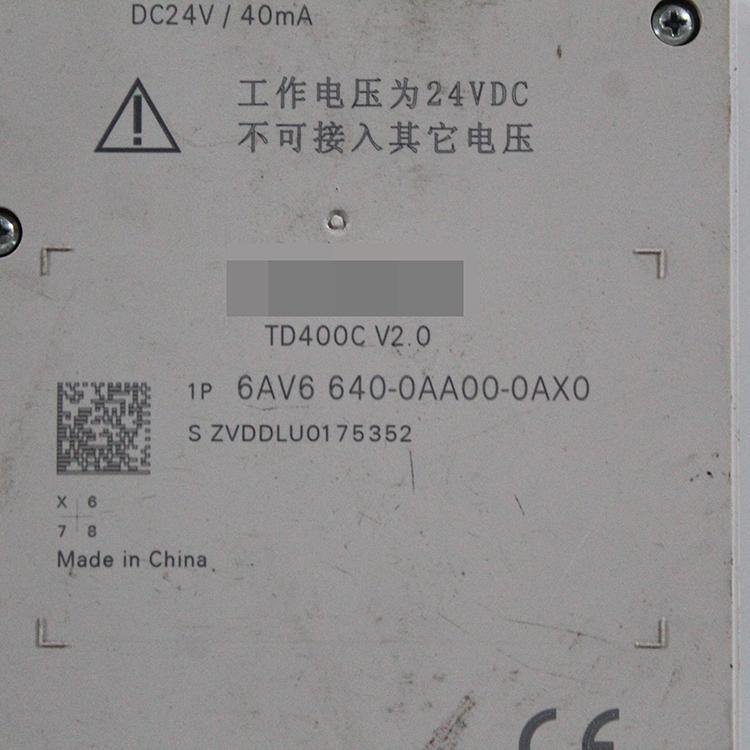 DC24V / 40mA
工作电压为24VDC
不可接入其它电压
TD400C V2.0
1P 6AV6 640-0AA00-0AX0
S ZVDDLU0175352
X 6
7 8
Made in China
CE